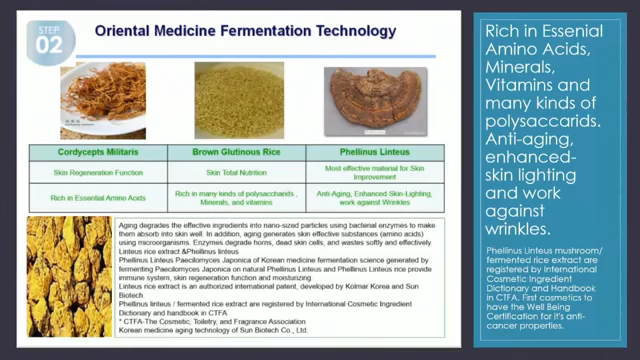 STEP
02
Oriental Medicine Fermentation Technology
Cordyceps Militaris
Brown Glutinous Rice
Phellinus Linteus
Skin Regeneration Function
Skin Total Nutrition
Most effective material for Skin
Improvement
Rich in Essential Amino Acids
Rich in many kinds of polysaccharids ,
Minerals, and vitamins
Anti-Aging, Enhanced Skin-Lighting,
work against Wrinkles
Aging degrades the effective ingredients into nano-sized particles using bacterial enzymes to make
them absorb into skin well. In addition, aging generates skin effective substances (amino acids)
using microorganisms. Enzymes degrade horns, dead skin cells, and wastes softly and effectively.
Linteus rice extract &Phellinus linteus
Phellinus Linteus Paecilomyces Japonica of Korean medicine fermentation science generated by
fermenting Paecilomyces Japonica on natural Phellinus Linteus and Phellinus Linteus rice provide
immune system, skin regeneration function and moisturizing.
Linteus rice extract is an authorized international patent, developed by Kolmar Korea and Sun
Biotech
Phellinus linteus / fermented rice extract are registered by International Cosmetic Ingredient
Dictionary and handbook in CTFA
* CTFA-The Cosmetic, Toiletry, and Fragrance Association
Korean medicine aging technology of Sun Biotech Co., Ltd.
Rich in Essenial
Amino Acids,
Minerals,
Vitamins and
many kinds of
polysaccarids.
Anti-aging,
enhanced-
skin lighting
and work
against
wrinkles.
Phellinus Linteus mushroom/
fermented rice extract are
registered by International
Cosmetic Ingredient
Dictionary and Handbook
in CTFA. First cosmetics to
have the Well Being
Certification for it's anti-
cancer properties.